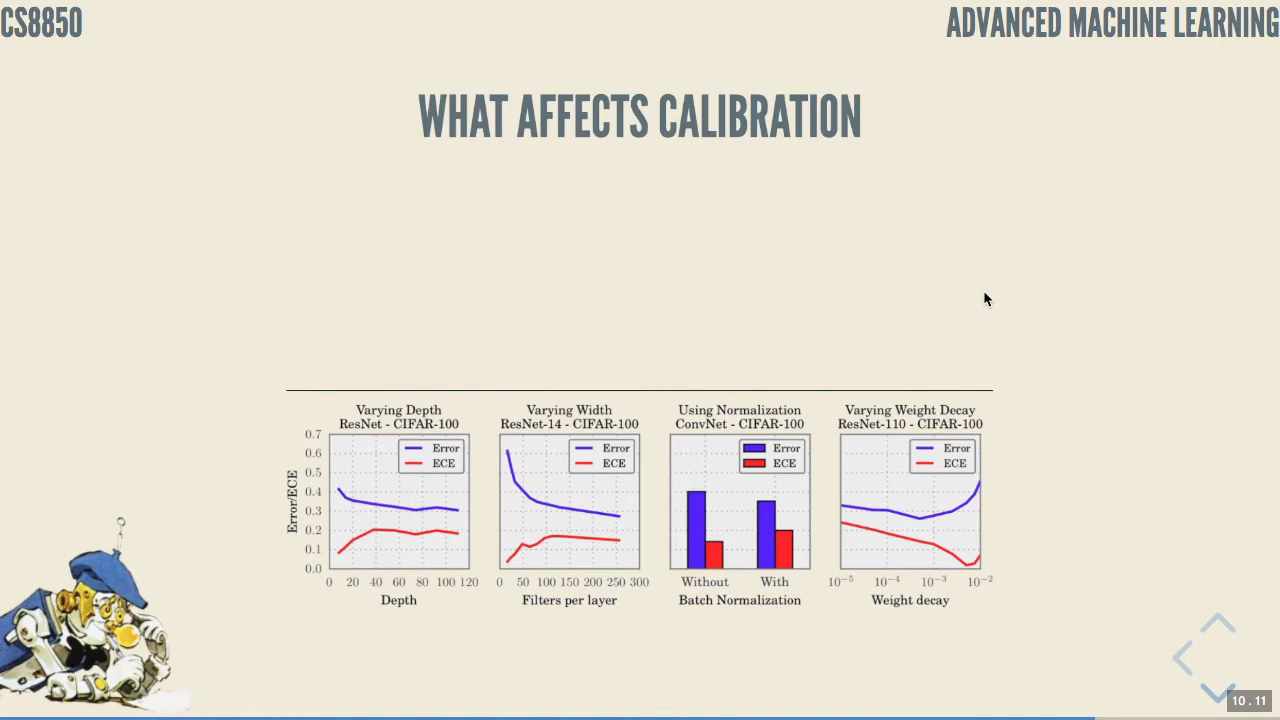 CS8850
ADVANCED MACHINE LEARNING
WHAT AFFECTS CALIBRATION
Varying Depth
ResNet - CIFAR-100
Varying Width
ResNet-14 - CIFAR-100
Using Normalization
ConvNet - CIFAR-100
Varying Weight Decay
ResNet-110 - CIFAR-100
Error/ECE
0.7
0.6
0.5
0.4
0.3
0.2
0.1
0.0
Error
ECE
Error
ECE
Error
ECE
Error
ECE
0 20 40 60 80 100 120
0 50 100 150 200 250 300
Without With
10⁻⁵ 10⁻⁴ 10⁻³ 10⁻²
Depth
Filters per layer
Batch Normalization
Weight decay
10.11